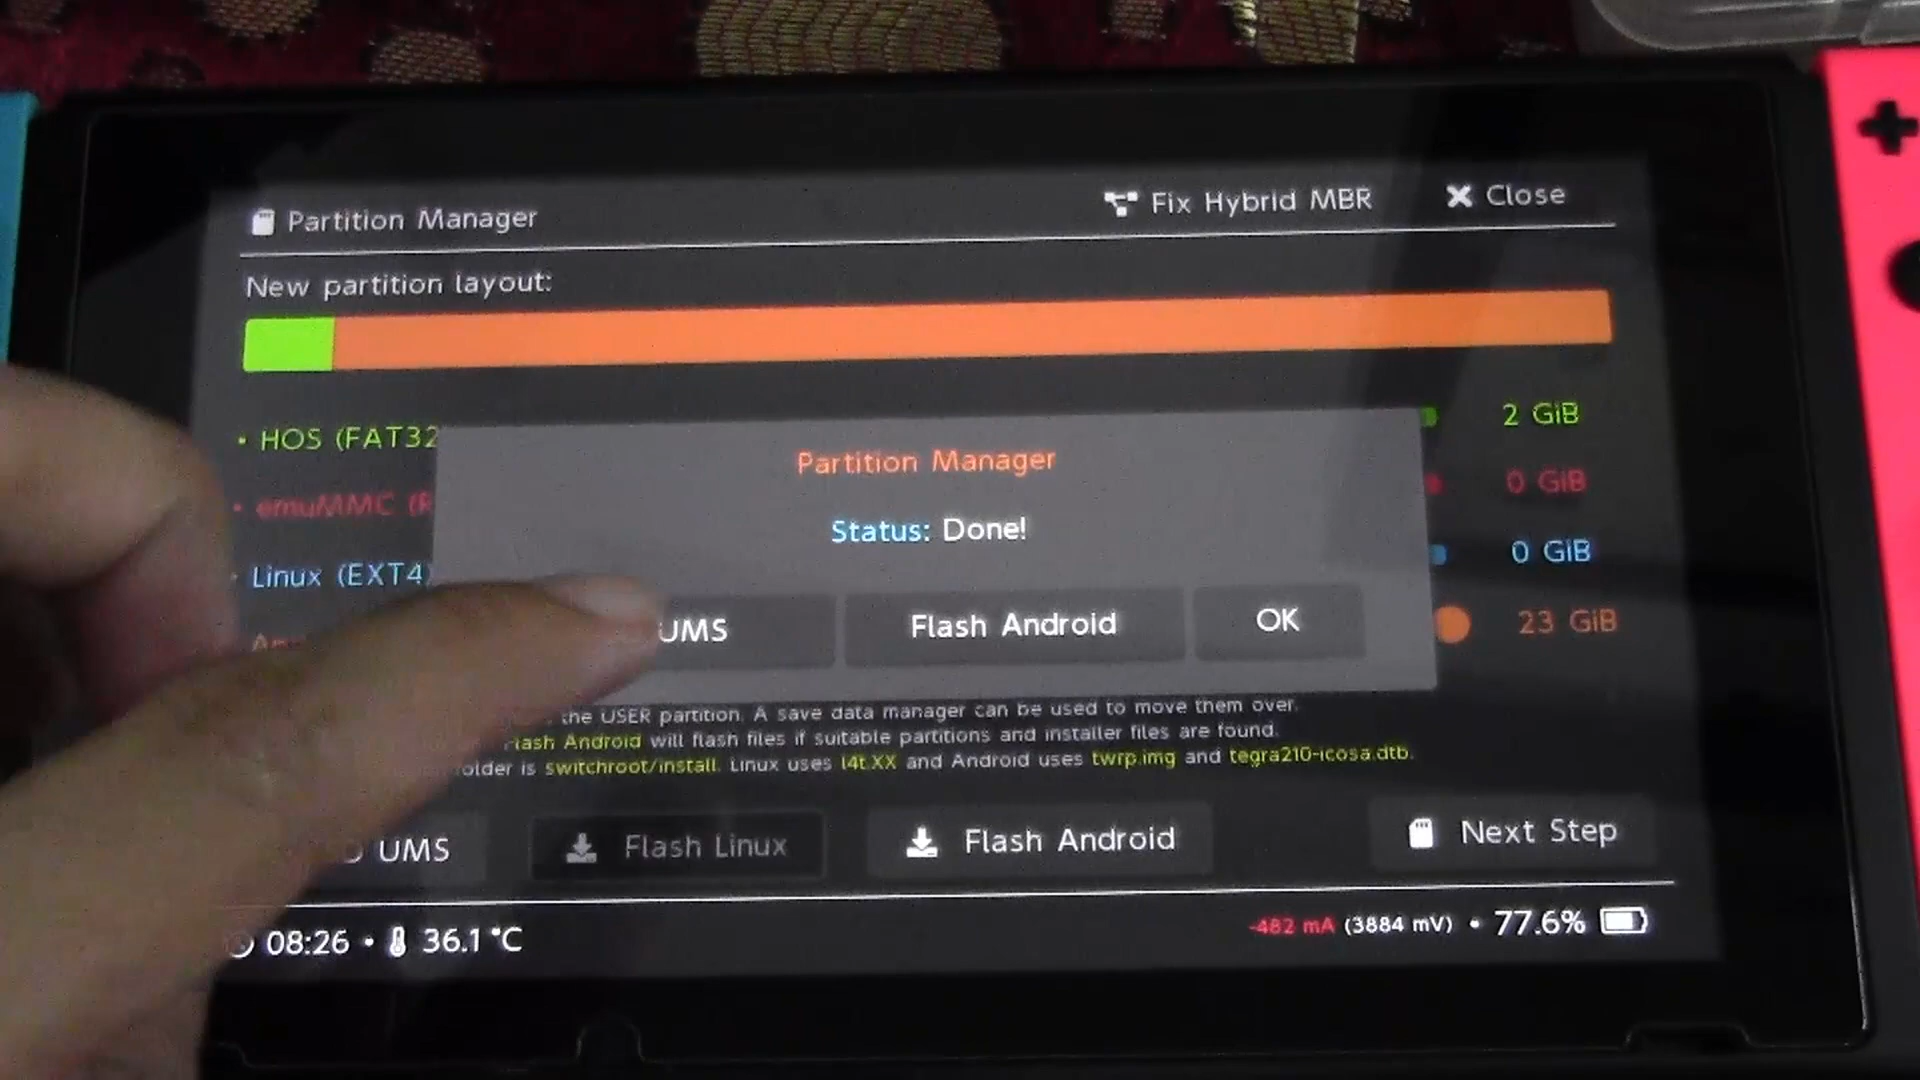 Partition Manager
Fix Hybrid MBR
Close
New partition layout:
HOS (FAT32
2 GiB
emuMMC (R
0 GiB
Linux (EXT4)
0 GiB
23 GiB
Partition Manager
Status: Done!
UMS
Flash Android
OK
the USER partition. A save data manager can be used to move them over.
Flash Android will flash files if suitable partitions and installer files are found.
older is switchroot/install. Linux uses l4t.XX and Android uses twrp.img and tegra210-icosa.dtb.
UMS
Flash Linux
Flash Android
Next Step
08:26 • 36.1 °C
-482 mA (3884 mV) • 77.6%